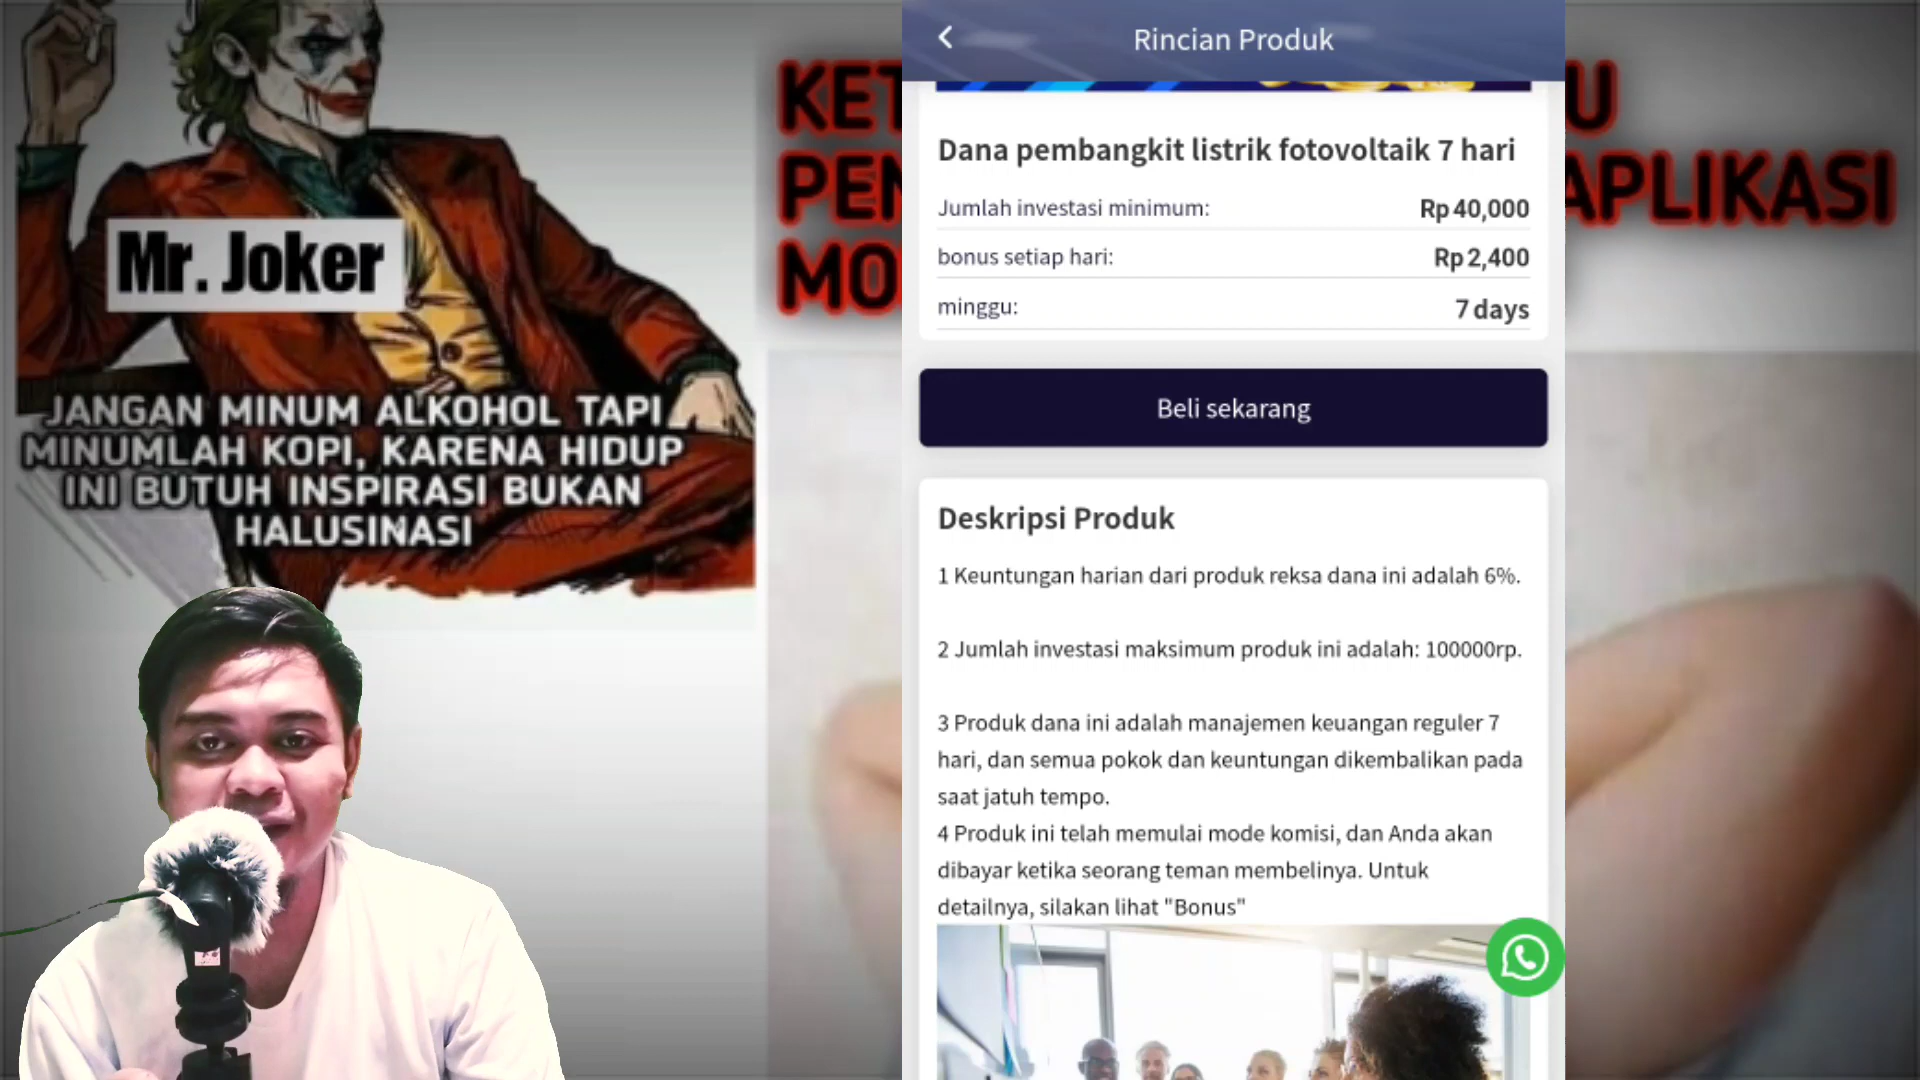 Mr. Joker
JANGAN MINUM ALKOHOL TAPI
MINUMLAH KOPI, KARENA HIDUP
INI BUTUH INSPIRASI BUKAN
HALUSINASI
APLIKASI
Rincian Produk
Dana pembangkit listrik fotovoltaik 7 hari
Jumlah investasi minimum: Rp 40,000
bonus setiap hari: Rp 2,400
minggu: 7 days
Beli sekarang
Deskripsi Produk
1 Keuntungan harian dari produk reksa dana ini adalah 6%.
2 Jumlah investasi maksimum produk ini adalah: 100000rp.
3 Produk dana ini adalah manajemen keuangan reguler 7
hari, dan semua pokok dan keuntungan dikembalikan pada
saat jatuh tempo.
4 Produk ini telah memulai mode komisi, dan Anda akan
dibayar ketika seorang teman membelinya. Untuk
detailnya, silakan lihat "Bonus"